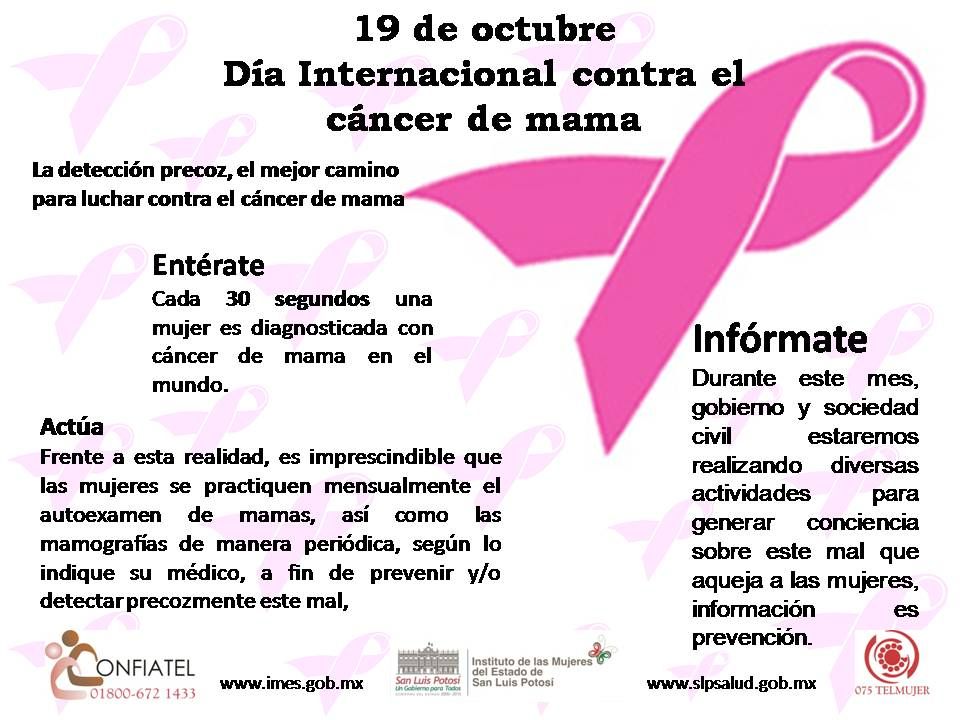 19 de octubre
Día Internacional contra el
cáncer de mama
La detección precoz, el mejor camino
para luchar contra el cáncer de mama
Entérate
Cada 30 segundos una
mujer es diagnosticada con
cáncer de mama en el
mundo.
Actúa
Frente a esta realidad, es imprescindible que
las mujeres se practiquen mensualmente el
autoexamen de mamas, así como las
mamografías de manera periódica, según lo
indique su médico, a fin de prevenir y/o
detectar precozmente este mal,
Infórmate
Durante este mes,
gobierno y sociedad
civil estaremos
realizando diversas
actividades para
generar conciencia
sobre este mal que
aqueja a las mujeres,
información es
prevención.
CONFIATEL
01800-672 1433
www.imes.gob.mx
San Luis Potosí
Un Gobierno para Todos
Instituto de las Mujeres
del Estado de
San Luis Potosí
www.slpsalud.gob.mx
075 TELMUJER